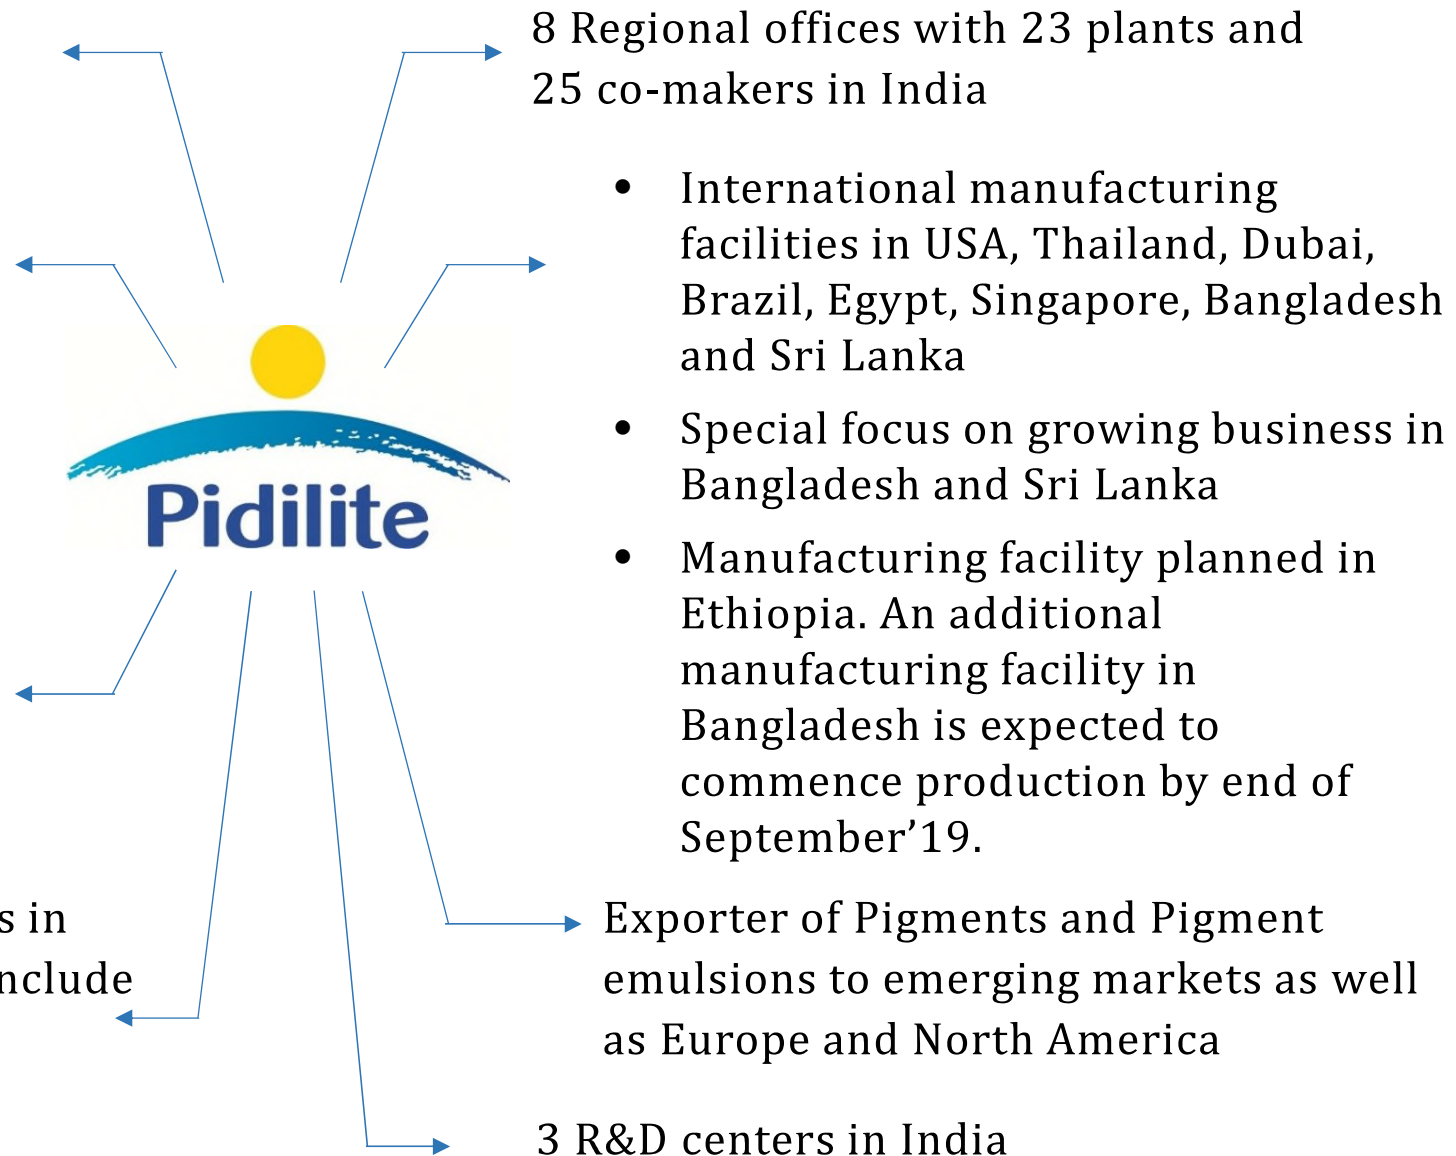 8 Regional offices with 23 plants and
25 co-makers in India
• International manufacturing
facilities in USA, Thailand, Dubai,
Brazil, Egypt, Singapore, Bangladesh
and Sri Lanka
Pidilite
• Special focus on growing business in
Bangladesh and Sri Lanka
• Manufacturing facility planned in
Ethiopia. An additional
manufacturing facility in
Bangladesh is expected to
commence production by end of
September’19.
s in
nclude
Exporter of Pigments and Pigment
emulsions to emerging markets as well
as Europe and North America
3 R&D centers in India